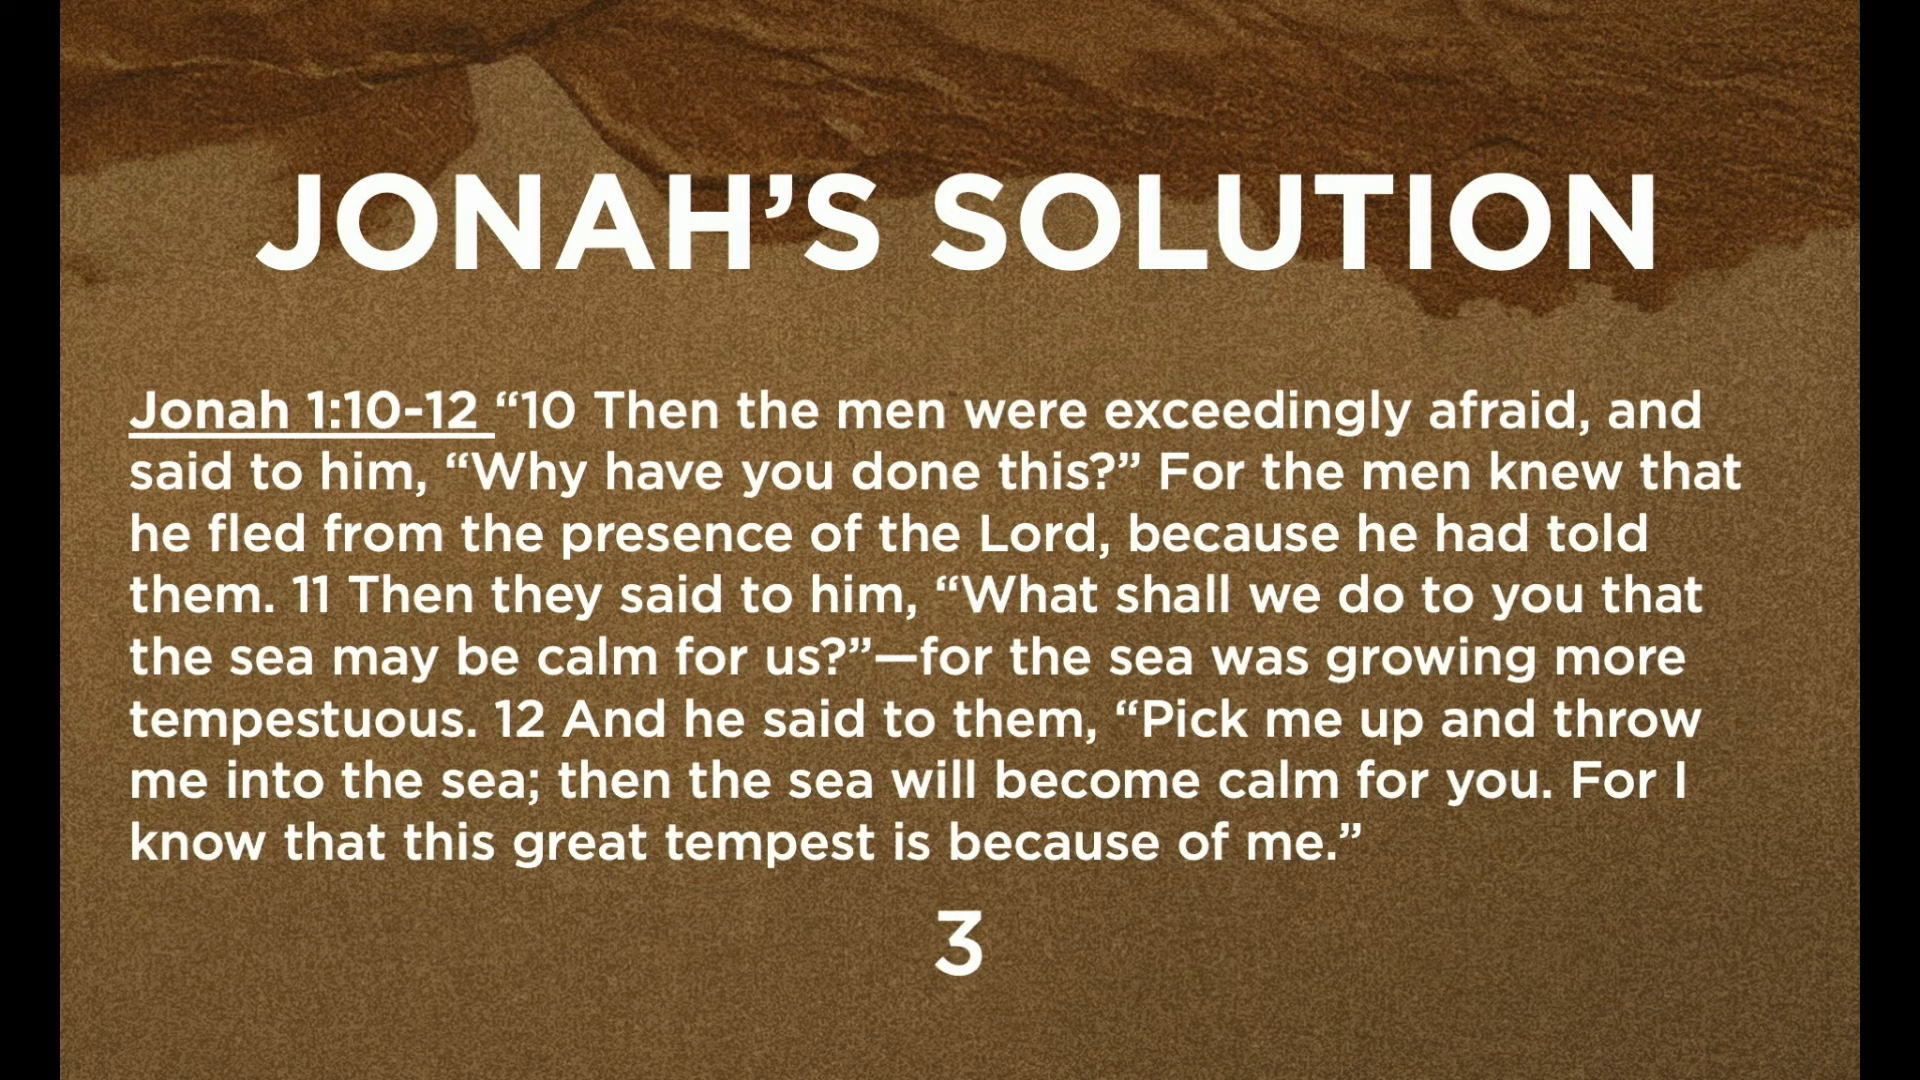 JONAH’S SOLUTION
Jonah 1:10-12 “10 Then the men were exceedingly afraid, and
said to him, “Why have you done this?” For the men knew that
he fled from the presence of the Lord, because he had told
them. 11 Then they said to him, “What shall we do to you that
the sea may be calm for us?”—for the sea was growing more
tempestuous. 12 And he said to them, “Pick me up and throw
me into the sea; then the sea will become calm for you. For I
know that this great tempest is because of me.”
3